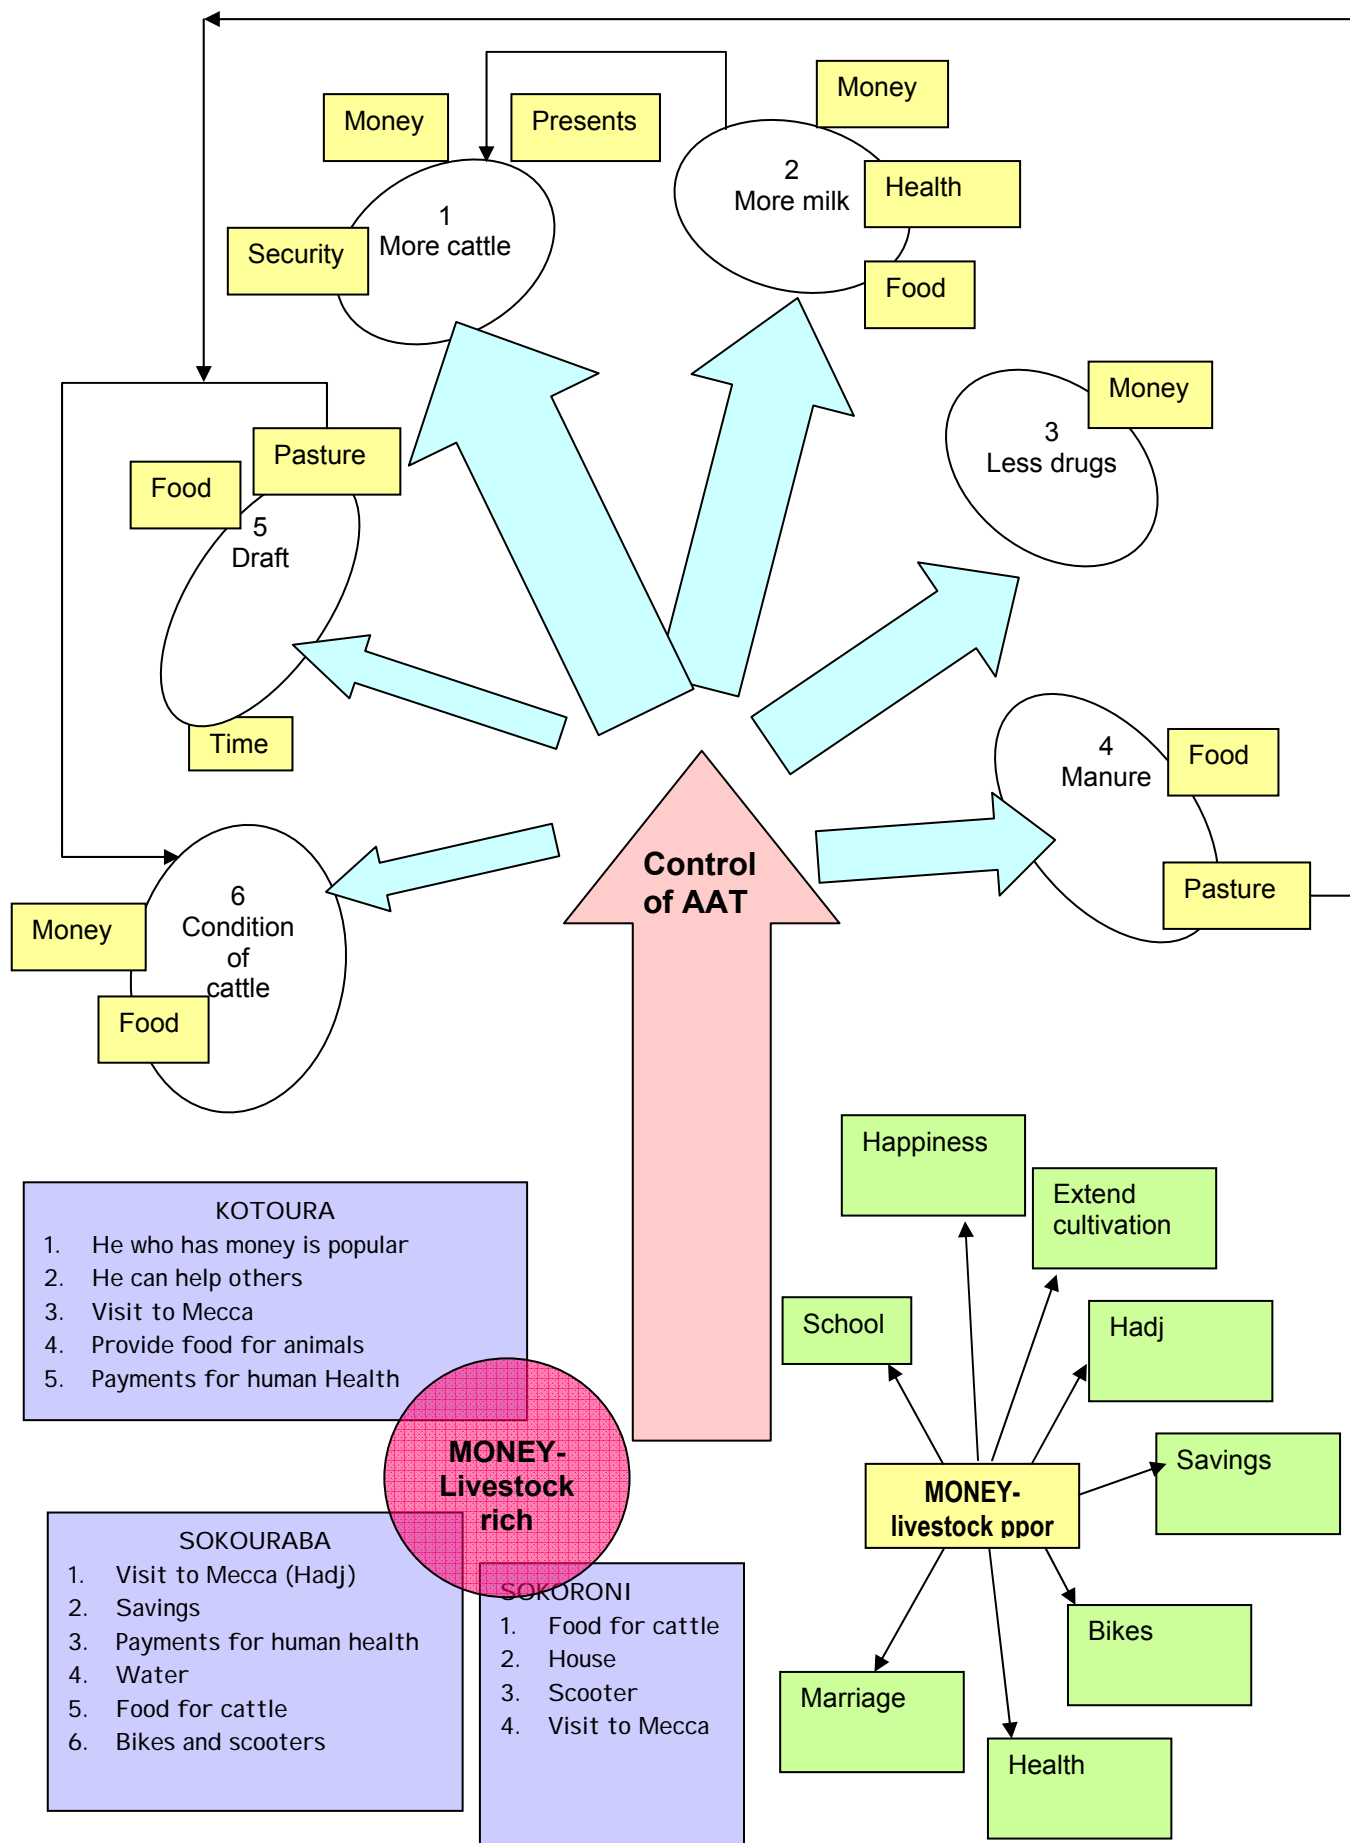 Money
Presents
Money
1
More cattle
2
More milk
Health
Security
Food
Money
3
Less drugs
Pasture
Food
5
Draft
Time
4
Manure
Food
Pasture
Control
of AAT
6
Condition
of
cattle
Money
Food
Happiness
Extend
cultivation
School
Hadj
Savings
MONEY-
livestock ppor
Bikes
Marriage
Health
KOTOURA
1. He who has money is popular
2. He can help others
3. Visit to Mecca
4. Provide food for animals
5. Payments for human Health
MONEY-
Livestock
rich
SOKOURABA
1. Visit to Mecca (Hadj)
2. Savings
3. Payments for human health
4. Water
5. Food for cattle
6. Bikes and scooters
SOKORONI
1. Food for cattle
2. House
3. Scooter
4. Visit to Mecca